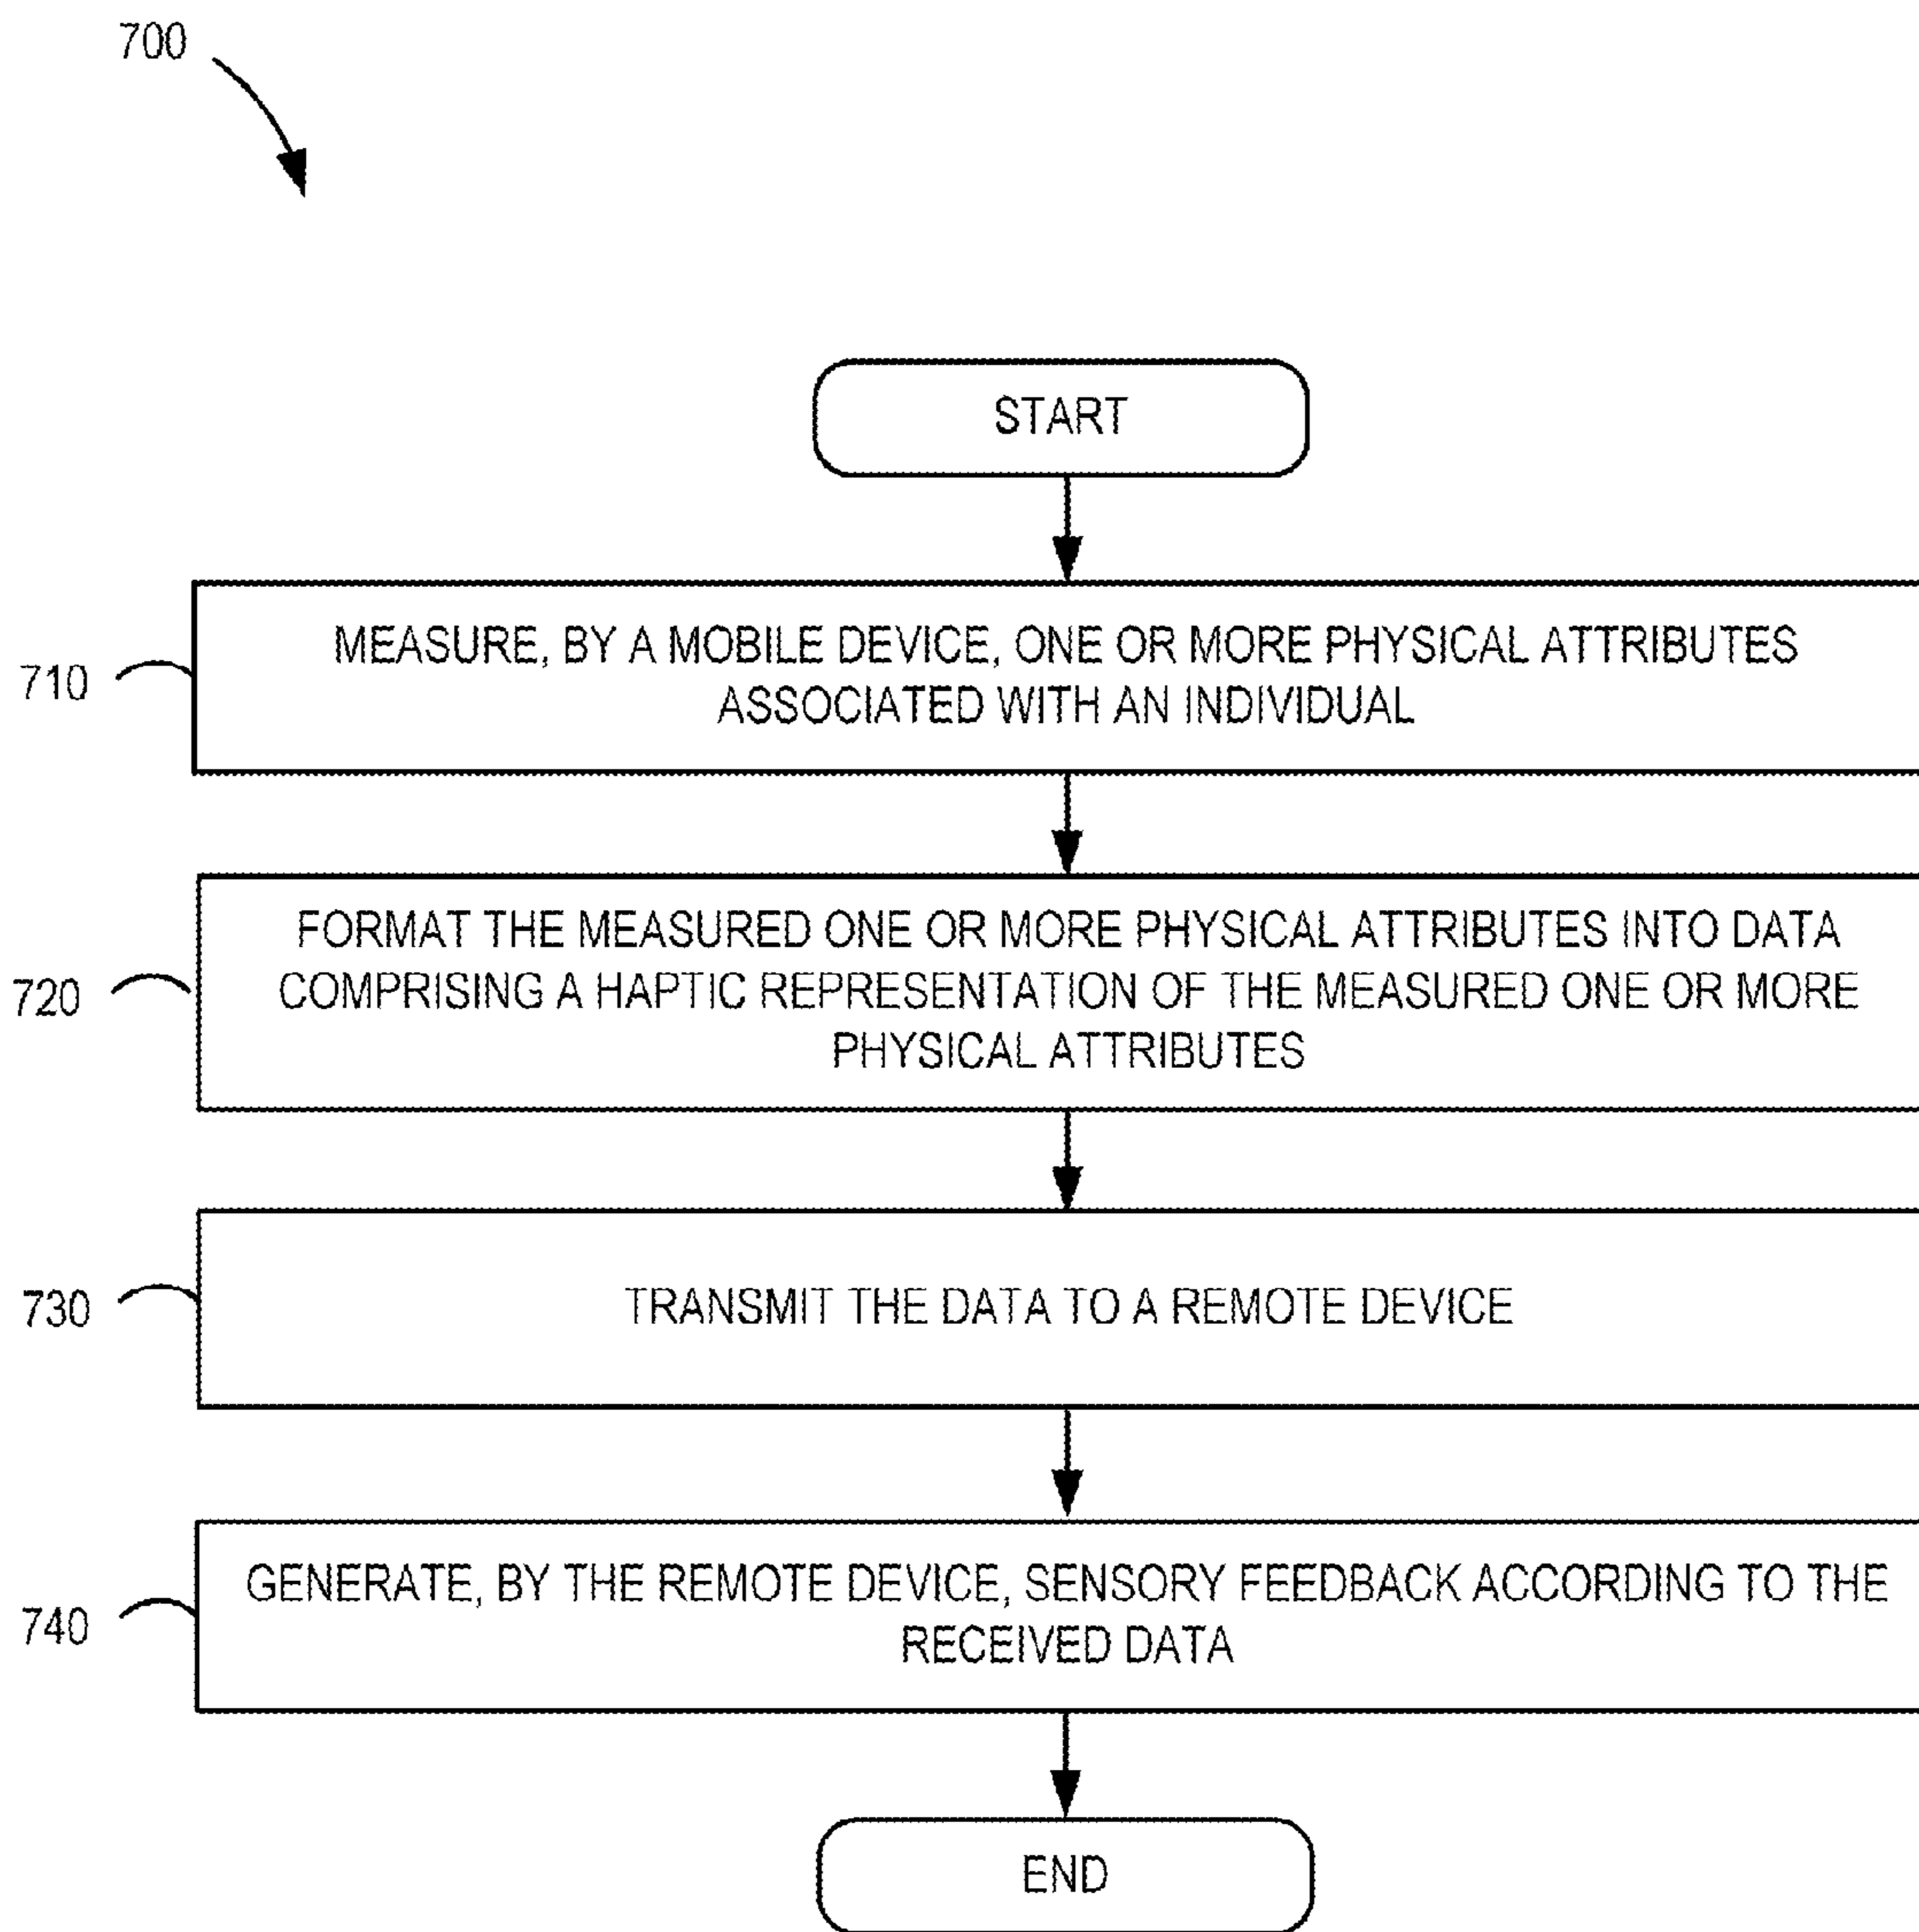 700
START
710
MEASURE, BY A MOBILE DEVICE, ONE OR MORE PHYSICAL ATTRIBUTES
ASSOCIATED WITH AN INDIVIDUAL
720
FORMAT THE MEASURED ONE OR MORE PHYSICAL ATTRIBUTES INTO DATA
COMPRISING A HAPTIC REPRESENTATION OF THE MEASURED ONE OR MORE
PHYSICAL ATTRIBUTES
730
TRANSMIT THE DATA TO A REMOTE DEVICE
740
GENERATE, BY THE REMOTE DEVICE, SENSORY FEEDBACK ACCORDING TO THE
RECEIVED DATA
END